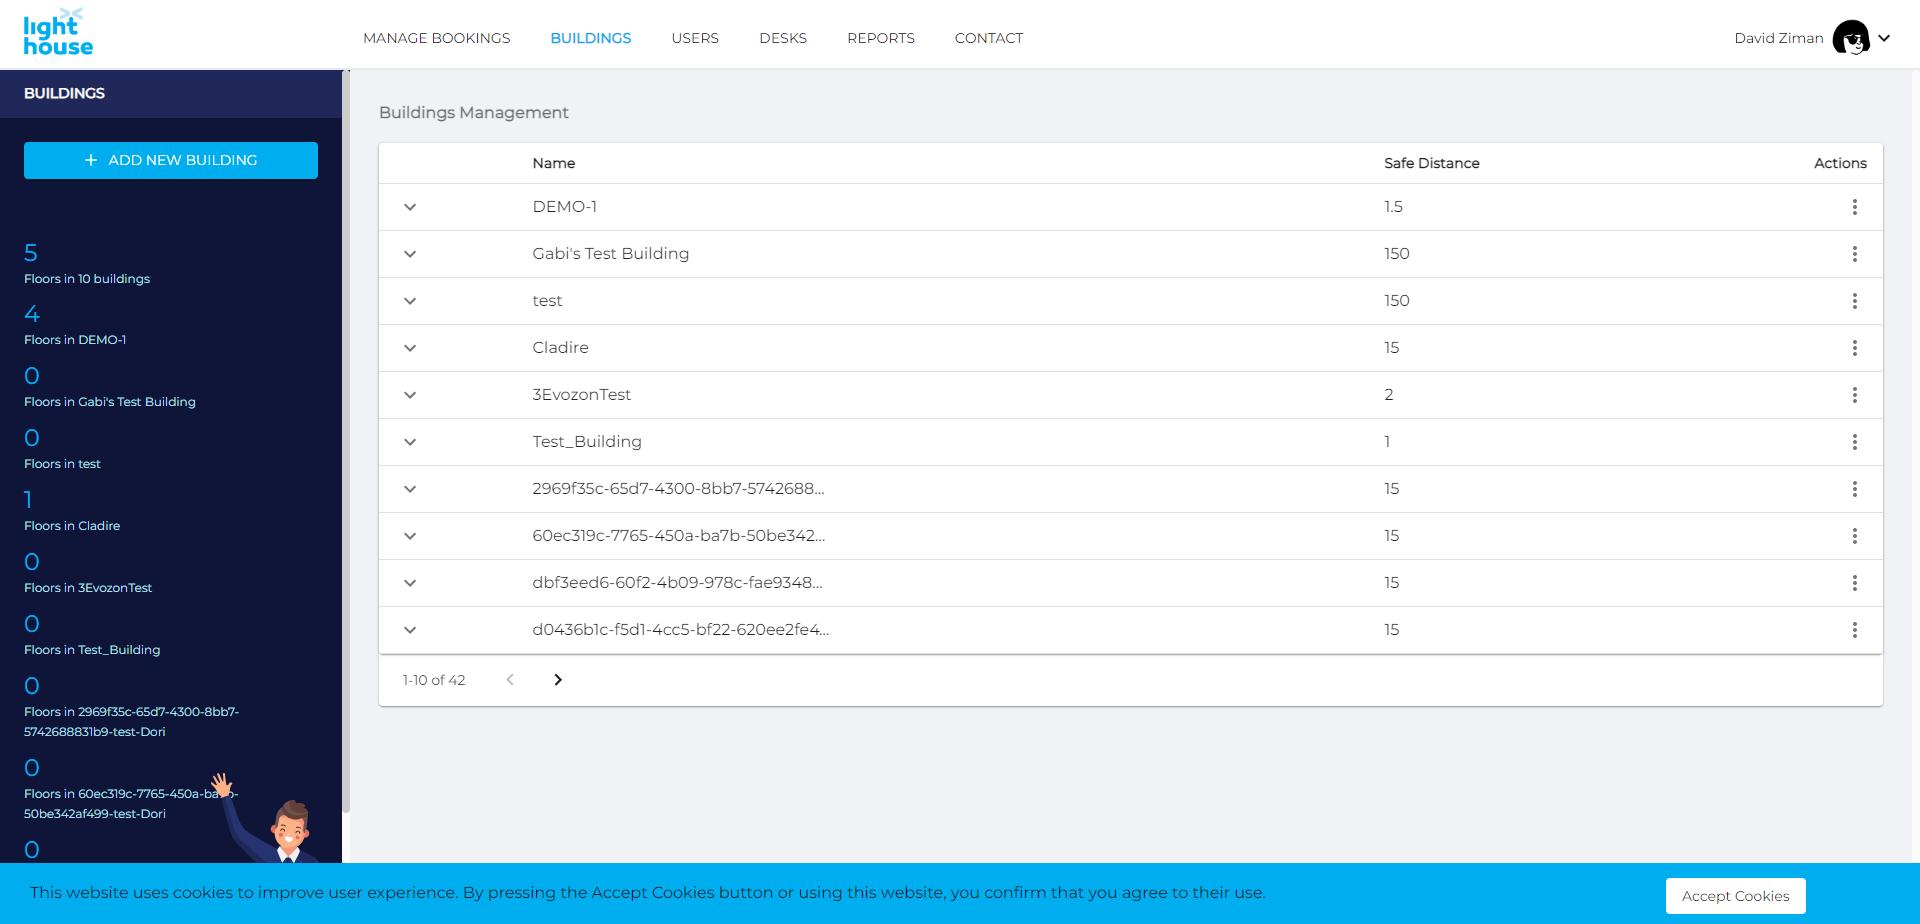 light
house
MANAGE BOOKINGS
BUILDINGS
USERS
DESKS
REPORTS
CONTACT
David Ziman
BUILDINGS
+ ADD NEW BUILDING
5
Floors in 10 buildings
4
Floors in DEMO-1
0
Floors in Gabi's Test Building
0
Floors in test
1
Floors in Cladire
0
Floors in 3EvozonTest
0
Floors in Test_Building
0
Floors in 2969f35c-65d7-4300-8bb7-
5742688831b9-test-Dori
0
Floors in
50be342af499-test-Dori
0
Buildings Management
Name Safe Distance Actions
DEMO-1 1.5
Gabi's Test Building 150
test 150
Cladire 15
3EvozonTest 2
Test_Building 1
2969f35c-65d7-4300-8bb7-5742688... 15
60ec319c-7765-450a-ba7b-50be342... 15
dbf3eed6-60f2-4b09-978c-fae9348... 15
d0436b1c-f5d1-4cc5-bf22-620ee2fe4... 15
1-10 of 42
This website uses cookies to improve user experience. By pressing the Accept Cookies button or using this website, you confirm that you agree to their use.
Accept Cookies